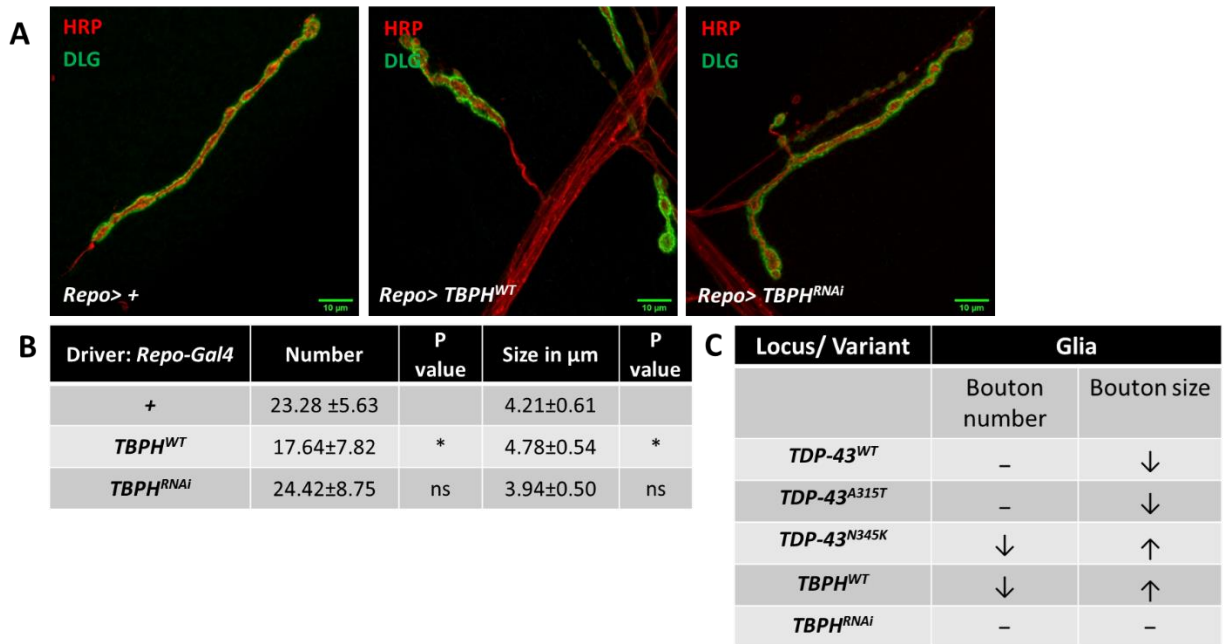 A
HRP
DLG
Repo> +
10 µm
HRP
DLG
Repo> TBPH^WT
10 µm
HRP
DLG
Repo> TBPH^RNAi
10 µm
B
Driver: Repo-Gal4 Number P value Size in µm P value
+ 23.28 ±5.63 4.21±0.61
TBPH^WT 17.64±7.82 * 4.78±0.54 *
TBPH^RNAi 24.42±8.75 ns 3.94±0.50 ns
C
Locus/ Variant Glia
Bouton number Bouton size
TDP-43^WT – ↓
TDP-43^A315T – ↓
TDP-43^N345K ↓ ↑
TBPH^WT ↓ ↑
TBPH^RNAi – –